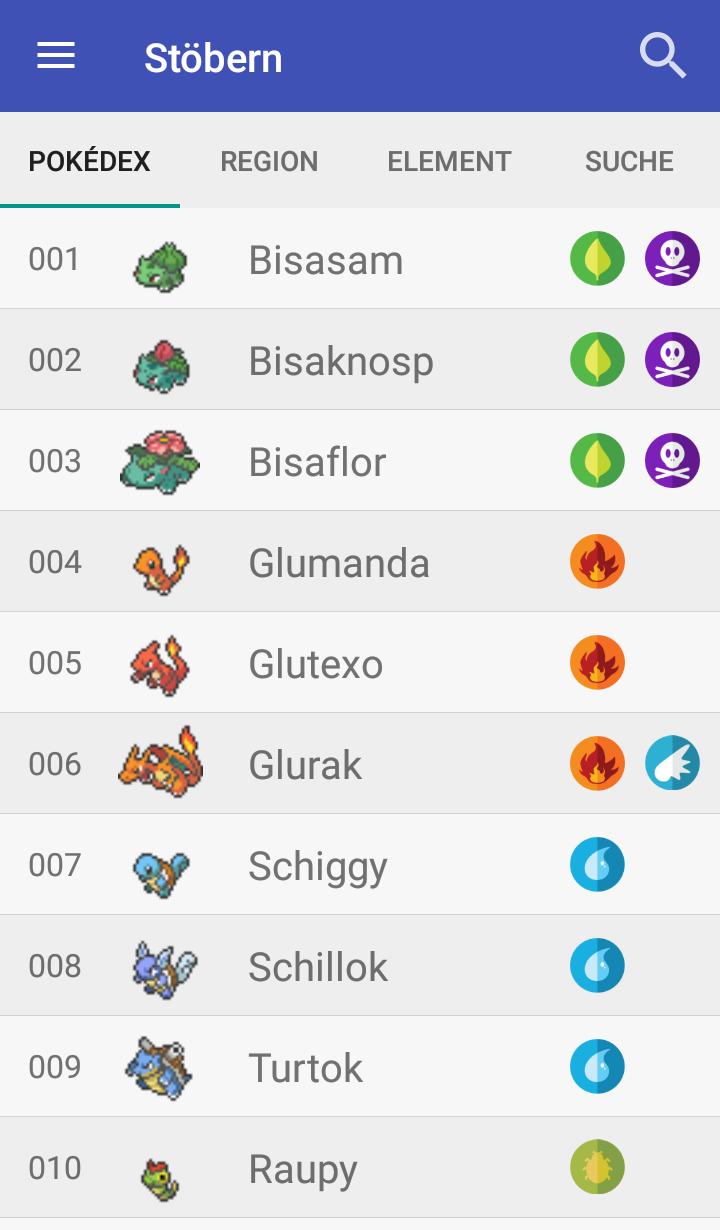 Stöbern
POKÉDEX REGION ELEMENT SUCHE
001 Bisasam
002 Bisaknosp
003 Bisaflor
004 Glumanda
005 Glutexo
006 Glurak
007 Schiggy
008 Schillok
009 Turtok
010 Raupy